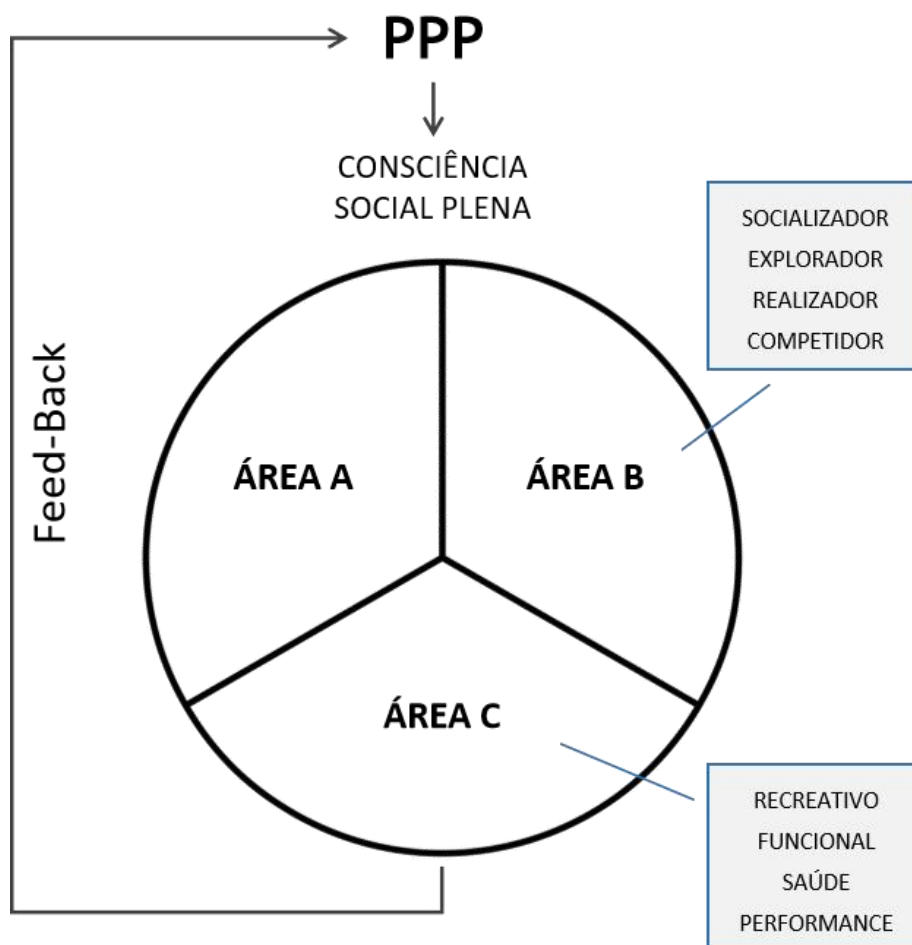 PPP
CONSCIÊNCIA
SOCIAL PLENA
SOCIALIZADOR
EXPLORADOR
REALIZADOR
COMPETIDOR
Feed-Back
ÁREA A
ÁREA B
ÁREA C
RECREATIVO
FUNCIONAL
SAÚDE
PERFORMANCE